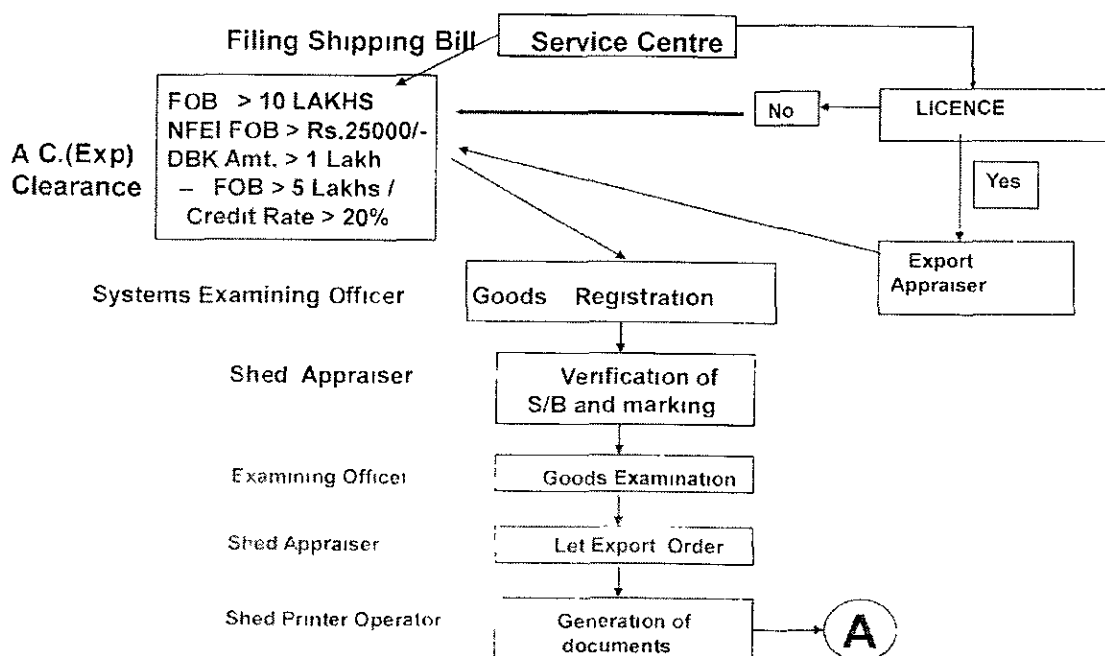 Filing Shipping Bill
Service Centre
FOB > 10 LAKHS
NFEI FOB > Rs.25000/-
DBK Amt. > 1 Lakh
– FOB > 5 Lakhs /
Credit Rate > 20%
A C.(Exp)
Clearance
No
LICENCE
Yes
Export
Appraiser
Systems Examining Officer
Goods Registration
Shed Appraiser
Verification of
S/B and marking
Examining Officer
Goods Examination
Shed Appraiser
Let Export Order
Shed Printer Operator
Generation of
documents
A